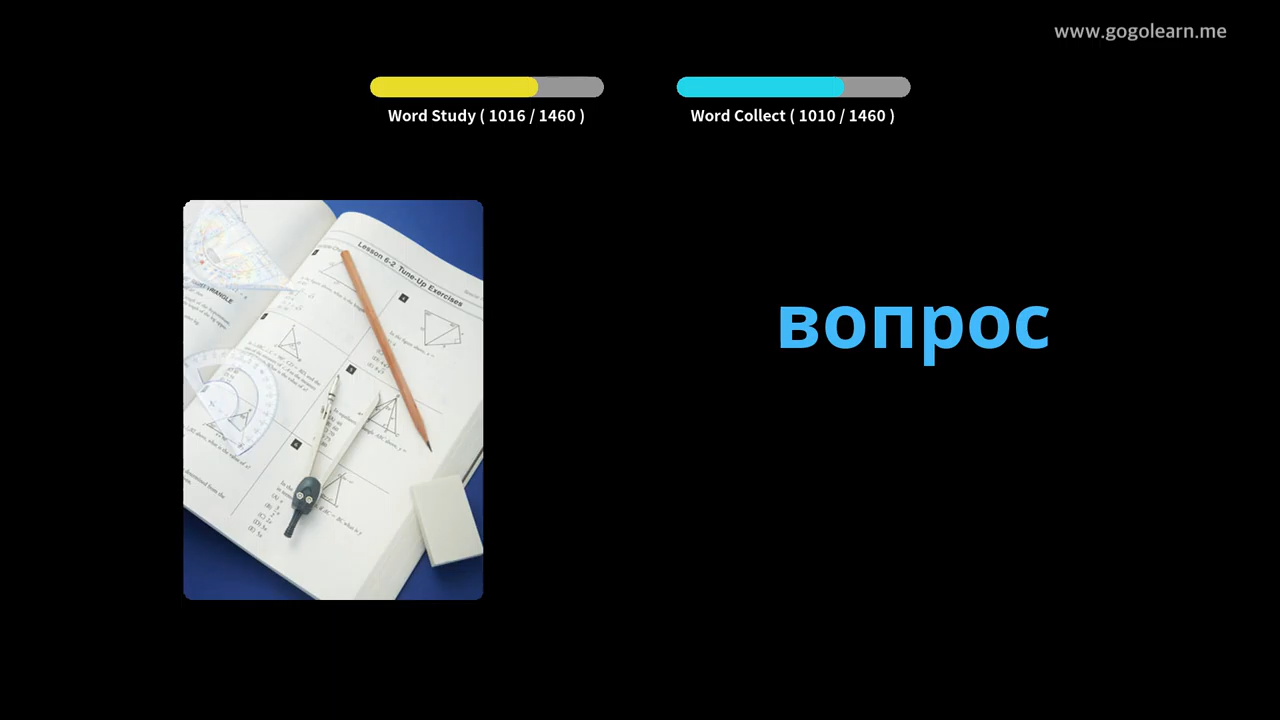 www.gogolearn.me
Word Study ( 1016 / 1460 )
Word Collect ( 1010 / 1460 )
Lesson 6-2 Tune-Up Exercises
вопрос